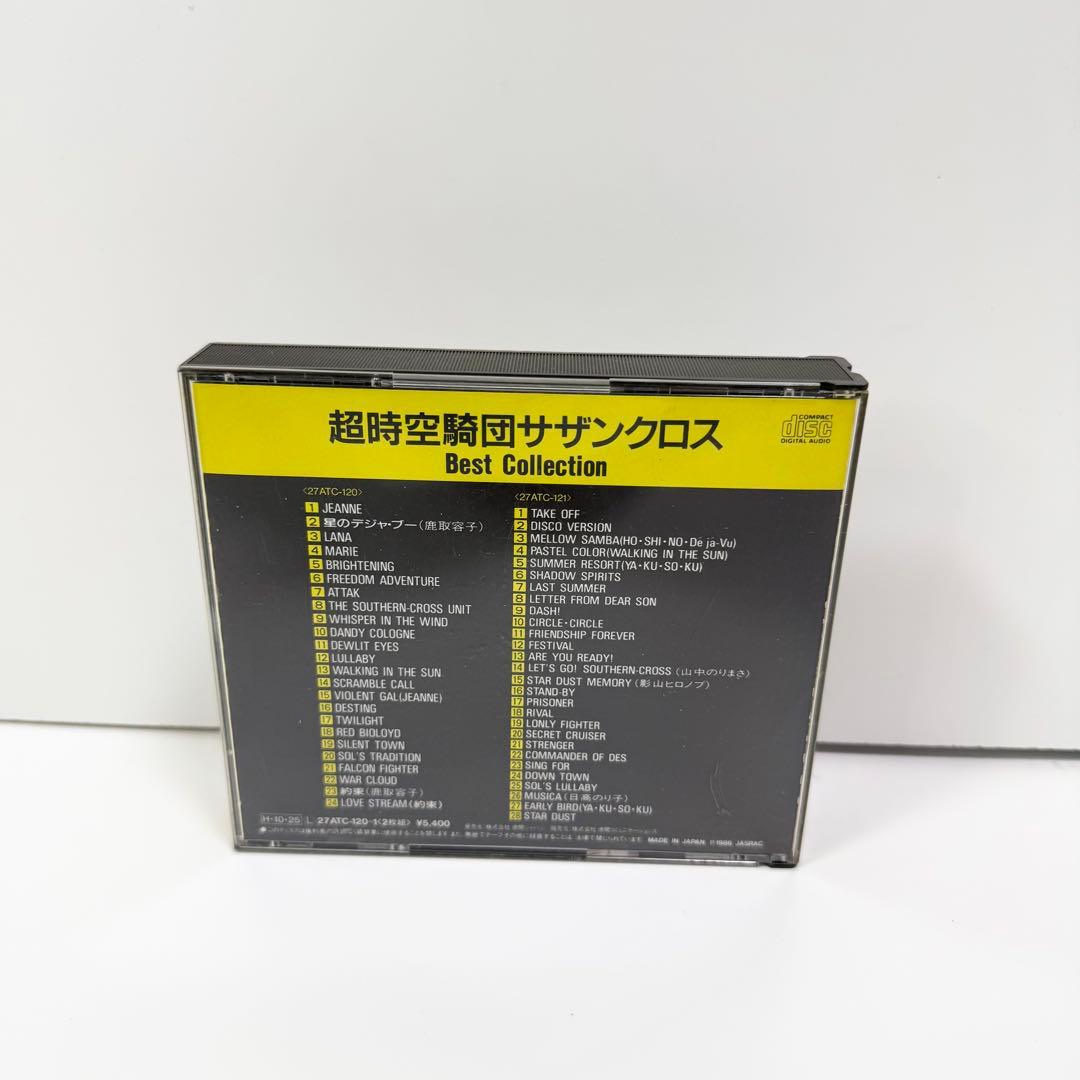 超時空騎団サザンクロス
Best Collection
COMPACT
disc
DIGITAL AUDIO
〈27ATC-120〉
1 JEANNE
2 星のデジャ・ブー(鹿取容子)
3 LANA
4 MARIE
5 BRIGHTENING
6 FREEDOM ADVENTURE
7 ATTAK
8 THE SOUTHERN-CROSS UNIT
9 WHISPER IN THE WIND
10 DANDY COLOGNE
11 DEWLIT EYES
12 LULLABY
13 WALKING IN THE SUN
14 SCRAMBLE CALL
15 VIOLENT GAL(JEANNE)
16 DESTING
17 TWILIGHT
18 RED BIOLOYD
19 SILENT TOWN
20 SOL'S TRADITION
21 FALCON FIGHTER
22 WAR CLOUD
23 約束(鹿取容子)
24 LOVE STREAM(約束)
〈27ATC-121〉
1 TAKE OFF
2 DISCO VERSION
3 MELLOW SAMBA(HO・SHI・NO・Dé jà-Vu)
4 PASTEL COLOR(WALKING IN THE SUN)
5 SUMMER RESORT(YA・KU・SO・KU)
6 SHADOW SPIRITS
7 LAST SUMMER
8 LETTER FROM DEAR SON
9 DASH!
10 CIRCLE・CIRCLE
11 FRIENDSHIP FOREVER
12 FESTIVAL
13 ARE YOU READY!
14 LET'S GO! SOUTHERN-CROSS(山中のりまさ)
15 STAR DUST MEMORY(影山ヒロノブ)
16 STAND-BY
17 PRISONER
18 RIVAL
19 LONLY FIGHTER
20 SECRET CRUISER
21 STRENGER
22 COMMANDER OF DES
23 SING FOR
24 DOWN TOWN
25 SOL'S LULLABY
26 MUSICA(日高のり子)
27 EARLY BIRD(YA・KU・SO・KU)
28 STAR DUST
H・10・25 L 27ATC-120-1〈2枚組〉 ¥5,400
MADE IN JAPAN ℗1986 JASRAC